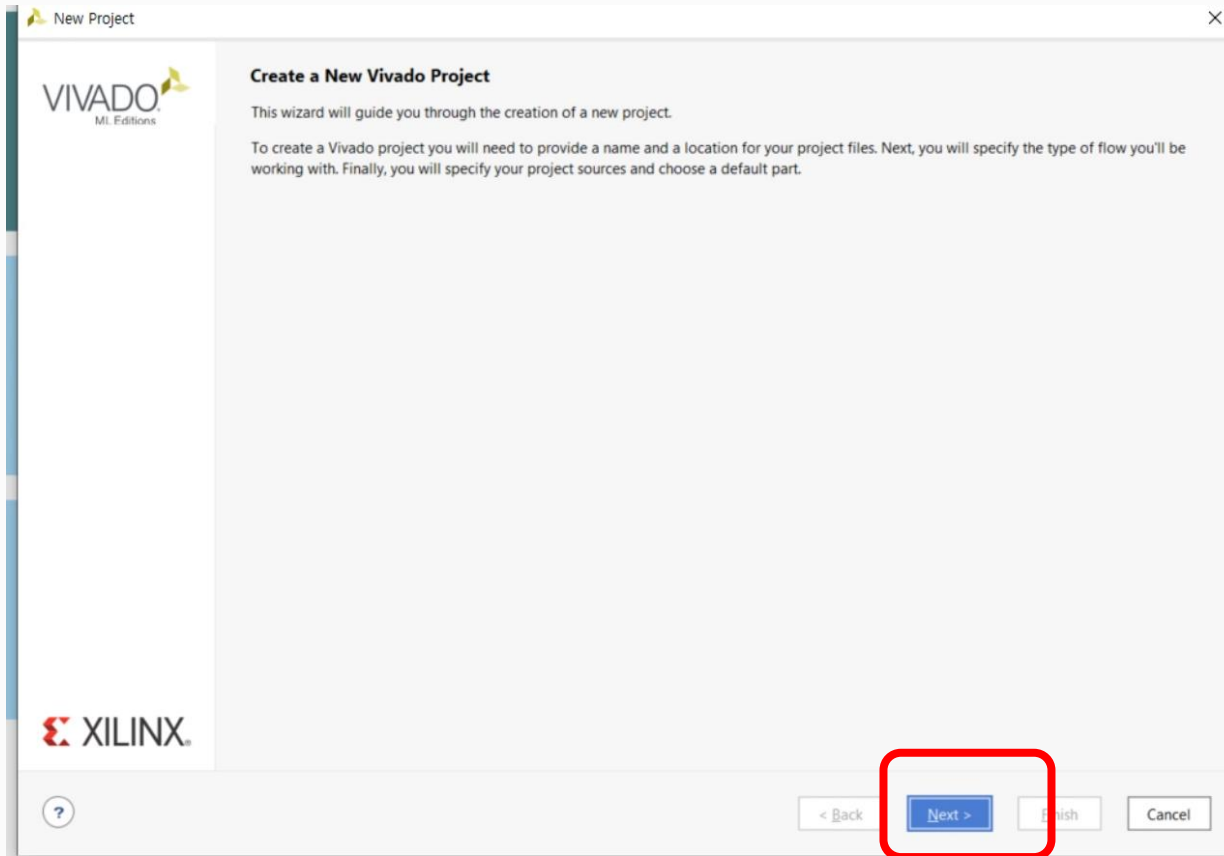 New Project
VIVADO
ML Editions
Create a New Vivado Project
This wizard will guide you through the creation of a new project.
To create a Vivado project you will need to provide a name and a location for your project files. Next, you will specify the type of flow you'll be
working with. Finally, you will specify your project sources and choose a default part.
XILINX
?
< Back Next > Finish Cancel